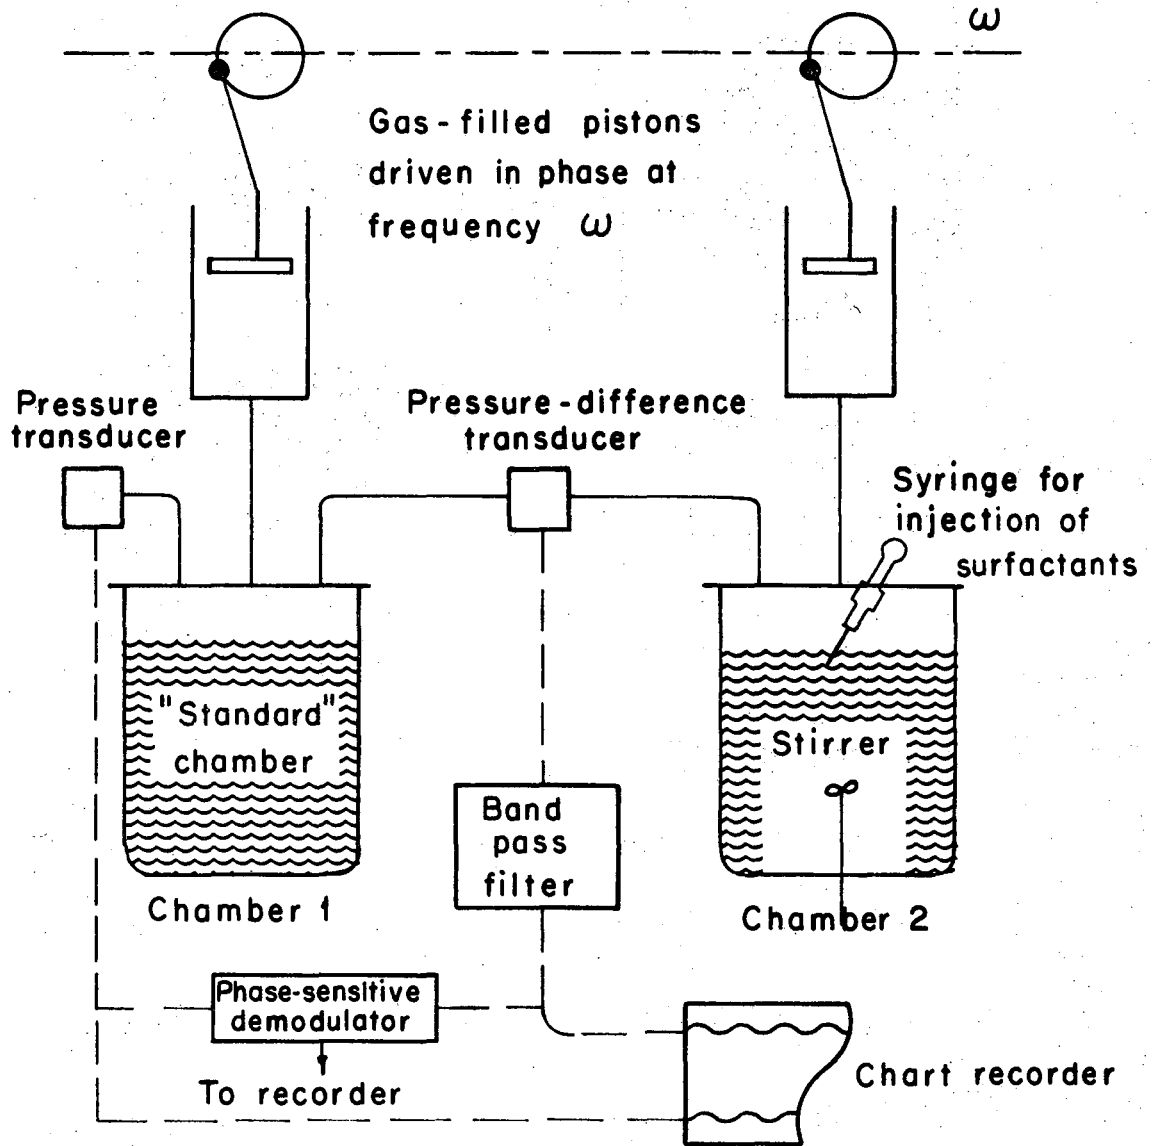 ω
Gas-filled pistons
driven in phase at
frequency ω
Pressure
transducer
Pressure-difference
transducer
Syringe for
injection of
surfactants
"Standard"
chamber
Stirrer
Band
pass
filter
Chamber 1
Chamber 2
Phase-sensitive
demodulator
To recorder
Chart recorder